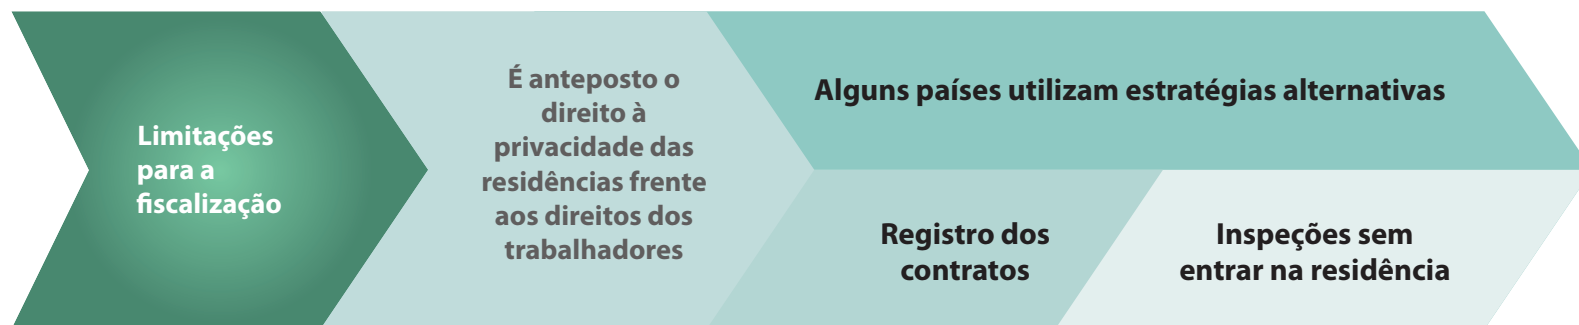 Limitações
para a
fiscalização
É anteposto o
direito à
privacidade das
residências frente
aos direitos dos
trabalhadores
Alguns países utilizam estratégias alternativas
Registro dos
contratos
Inspeções sem
entrar na residência